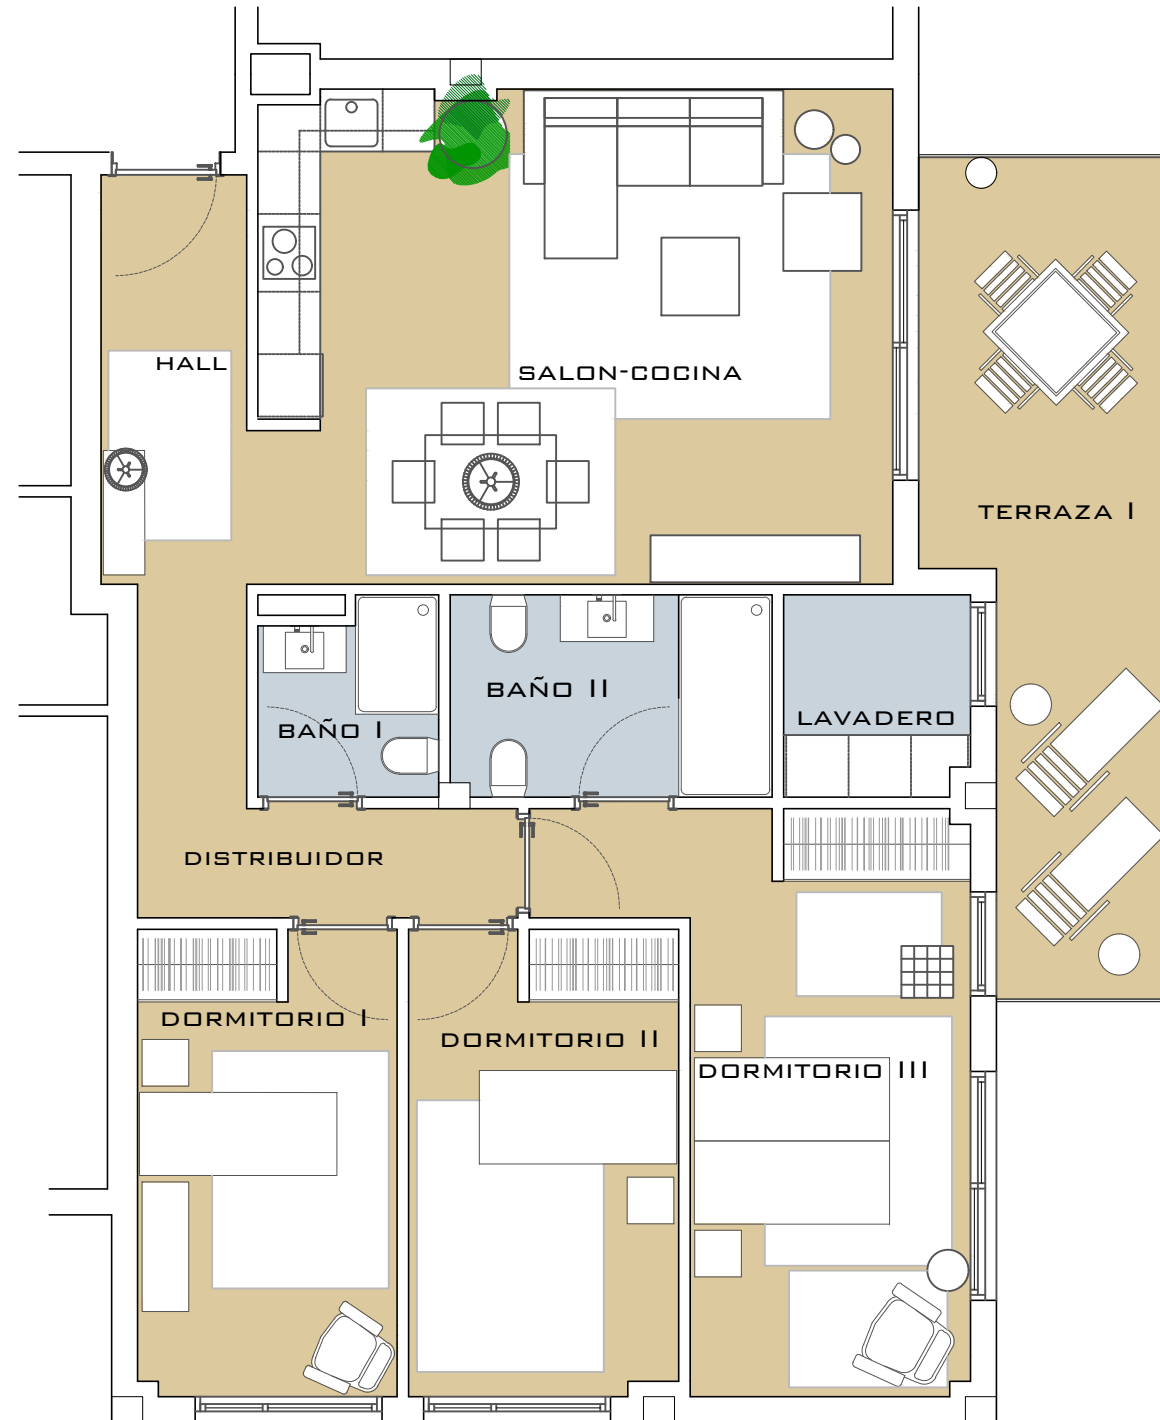 HALL
SALON-COCINA
TERRAZA I
BAÑO II
BAÑO I
LAVADERO
DISTRIBUIDOR
DORMITORIO I
DORMITORIO II
DORMITORIO III